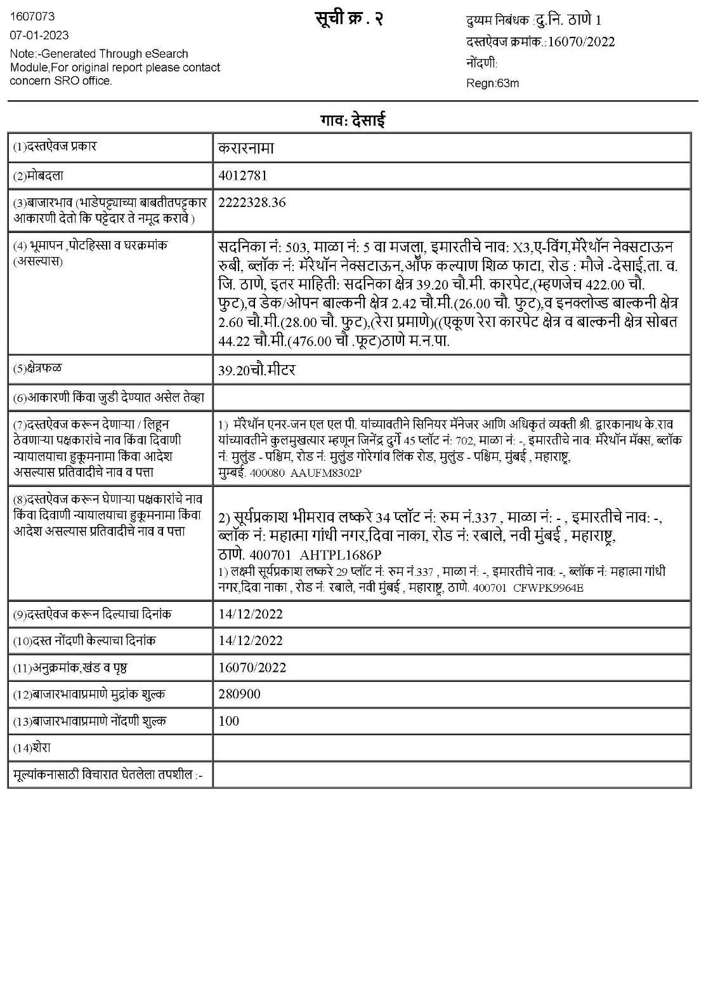 1607073
07-01-2023
Note:-Generated Through eSearch
Module,For original report please contact
concern SRO office.
सूची क्र . २
दुय्यम निबंधक :दु.नि. ठाणे 1
दस्तऐवज क्रमांक.:16070/2022
नोंदणी:
Regn:63m
गाव: देसाई
(1)दस्तऐवज प्रकार
करारनामा
(2)मोबदला
4012781
(3)बाजारभाव (भाडेपट्ट्याच्या बाबतीतपट्टकार
आकारणी देतो कि पट्टेदार ते नमूद करावे )
2222328.36
(4) भूमापन ,पोटहिस्सा व घरक्रमांक
(असल्यास)
सदनिका नं: 503, माळा नं: 5 वा मजला, इमारतीचे नाव: X3,ए-विंग,मॅरेथॉन नेक्सटाऊन
रुबी, ब्लॉक नं: मॅरेथॉन नेक्सटाऊन,ऑफ कल्याण शिळ फाटा, रोड : मौजे -देसाई,ता. व.
जि. ठाणे, इतर माहिती: सदनिका क्षेत्र 39.20 चौ.मी. कारपेट,(म्हणजेच 422.00 चौ.
फुट),व डेक/ओपन बाल्कनी क्षेत्र 2.42 चौ.मी.(26.00 चौ. फुट),व इनक्लोज्ड बाल्कनी क्षेत्र
2.60 चौ.मी.(28.00 चौ. फुट),(रेरा प्रमाणे)((एकूण रेरा कारपेट क्षेत्र व बाल्कनी क्षेत्र सोबत
44.22 चौ.मी.(476.00 चौ .फूट)ठाणे म.न.पा.
(5)क्षेत्रफळ
39.20चौ.मीटर
(6)आकारणी किंवा जुडी देण्यात असेल तेव्हा
(7)दस्तऐवज करून देणाऱ्या / लिहून
ठेवणाऱ्या पक्षकारांचे नाव किंवा दिवाणी
न्यायालयाचा हुकूमनामा किंवा आदेश
असल्यास प्रतिवादीचे नाव व पत्ता
1) मॅरेथॉन एनर-जन एल एल पी. यांच्यावतीने सिनियर मॅनेजर आणि अधिकृतं व्यक्ती श्री. द्वारकानाथ के.राव
यांच्यावतीने कुलमुखत्यार म्हणून जिनेंद्र दुर्गे 45 प्लॉट नं: 702, माळा नं: -, इमारतीचे नाव: मॅरेथॉन मॅक्स, ब्लॉक
नं: मुलुंड - पश्चिम, रोड नं: मुलुंड गोरेगांव लिंक रोड, मुलुंड - पश्चिम, मुंबई , महाराष्ट्र,
मुम्बई. 400080 AAUFM8302P
(8)दस्तऐवज करून घेणाऱ्या पक्षकारांचे नाव
किंवा दिवाणी न्यायालयाचा हुकूमनामा किंवा
आदेश असल्यास प्रतिवादीचे नाव व पत्ता
2) सूर्यप्रकाश भीमराव लष्करे 34 प्लॉट नं: रुम नं.337 , माळा नं: - , इमारतीचे नाव: -,
ब्लॉक नं: महात्मा गांधी नगर,दिवा नाका, रोड नं: रबाले, नवी मुंबई , महाराष्ट्र,
ठाणे. 400701 AHTPL1686P
1) लक्ष्मी सूर्यप्रकाश लष्करे 29 प्लॉट नं: रुम नं.337 , माळा नं: -, इमारतीचे नाव: -, ब्लॉक नं: महात्मा गांधी
नगर,दिवा नाका , रोड नं: रबाले, नवी मुंबई , महाराष्ट्र, ठाणे. 400701 CFWPK9964E
(9)दस्तऐवज करून दिल्याचा दिनांक
14/12/2022
(10)दस्त नोंदणी केल्याचा दिनांक
14/12/2022
(11)अनुक्रमांक,खंड व पृष्ठ
16070/2022
(12)बाजारभावाप्रमाणे मुद्रांक शुल्क
280900
(13)बाजारभावाप्रमाणे नोंदणी शुल्क
100
(14)शेरा
मूल्यांकनासाठी विचारात घेतलेला तपशील :-